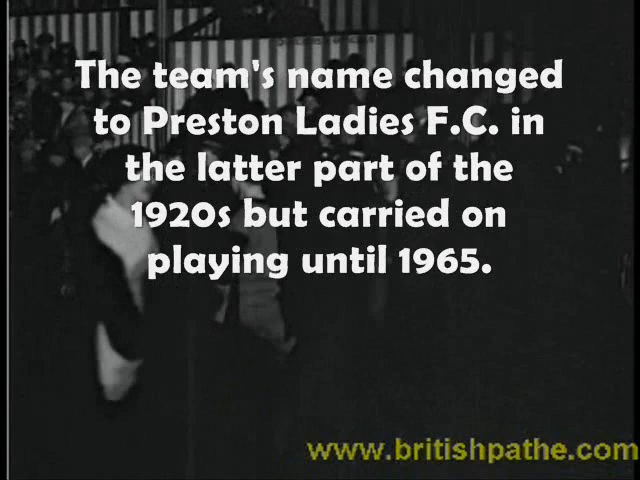 The team's name changed
to Preston Ladies F.C. in
the latter part of the
1920s but carried on
playing until 1965.
www.britishpathe.com